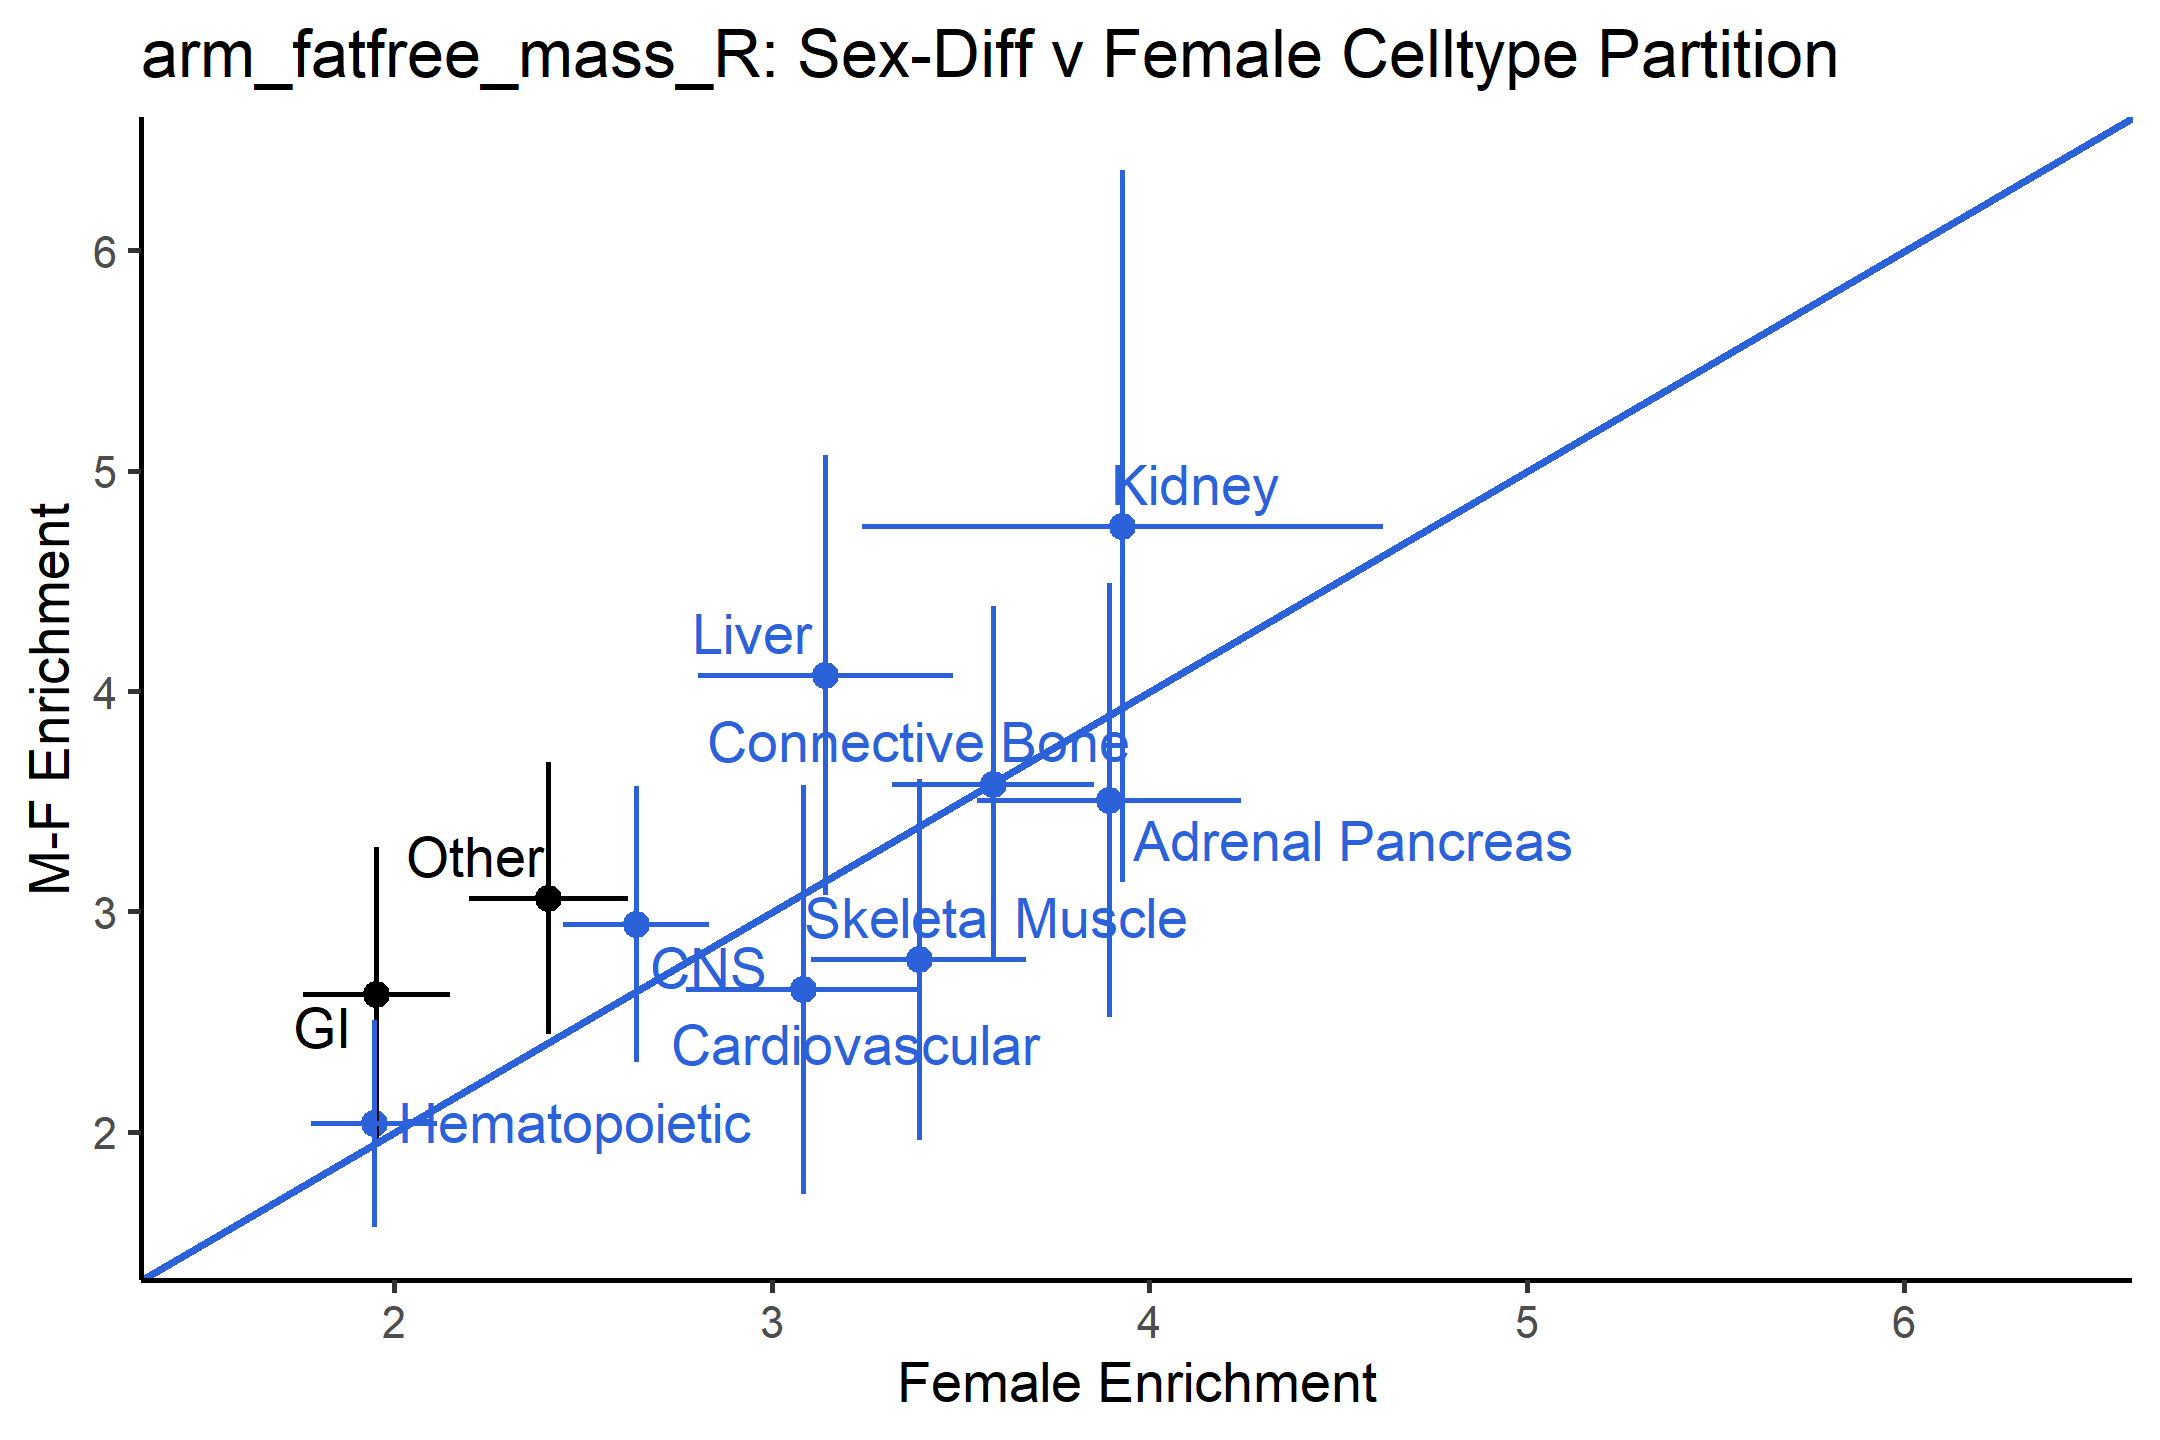 arm_fatfree_mass_R: Sex-Diff v Female Celltype Partition
M-F Enrichment
6
5
4
3
2
Kidney
Liver
Connective Bone
Adrenal Pancreas
Other
Skeletal Muscle
CNS
GI
Cardiovascular
Hematopoietic
2
3
4
5
6
Female Enrichment